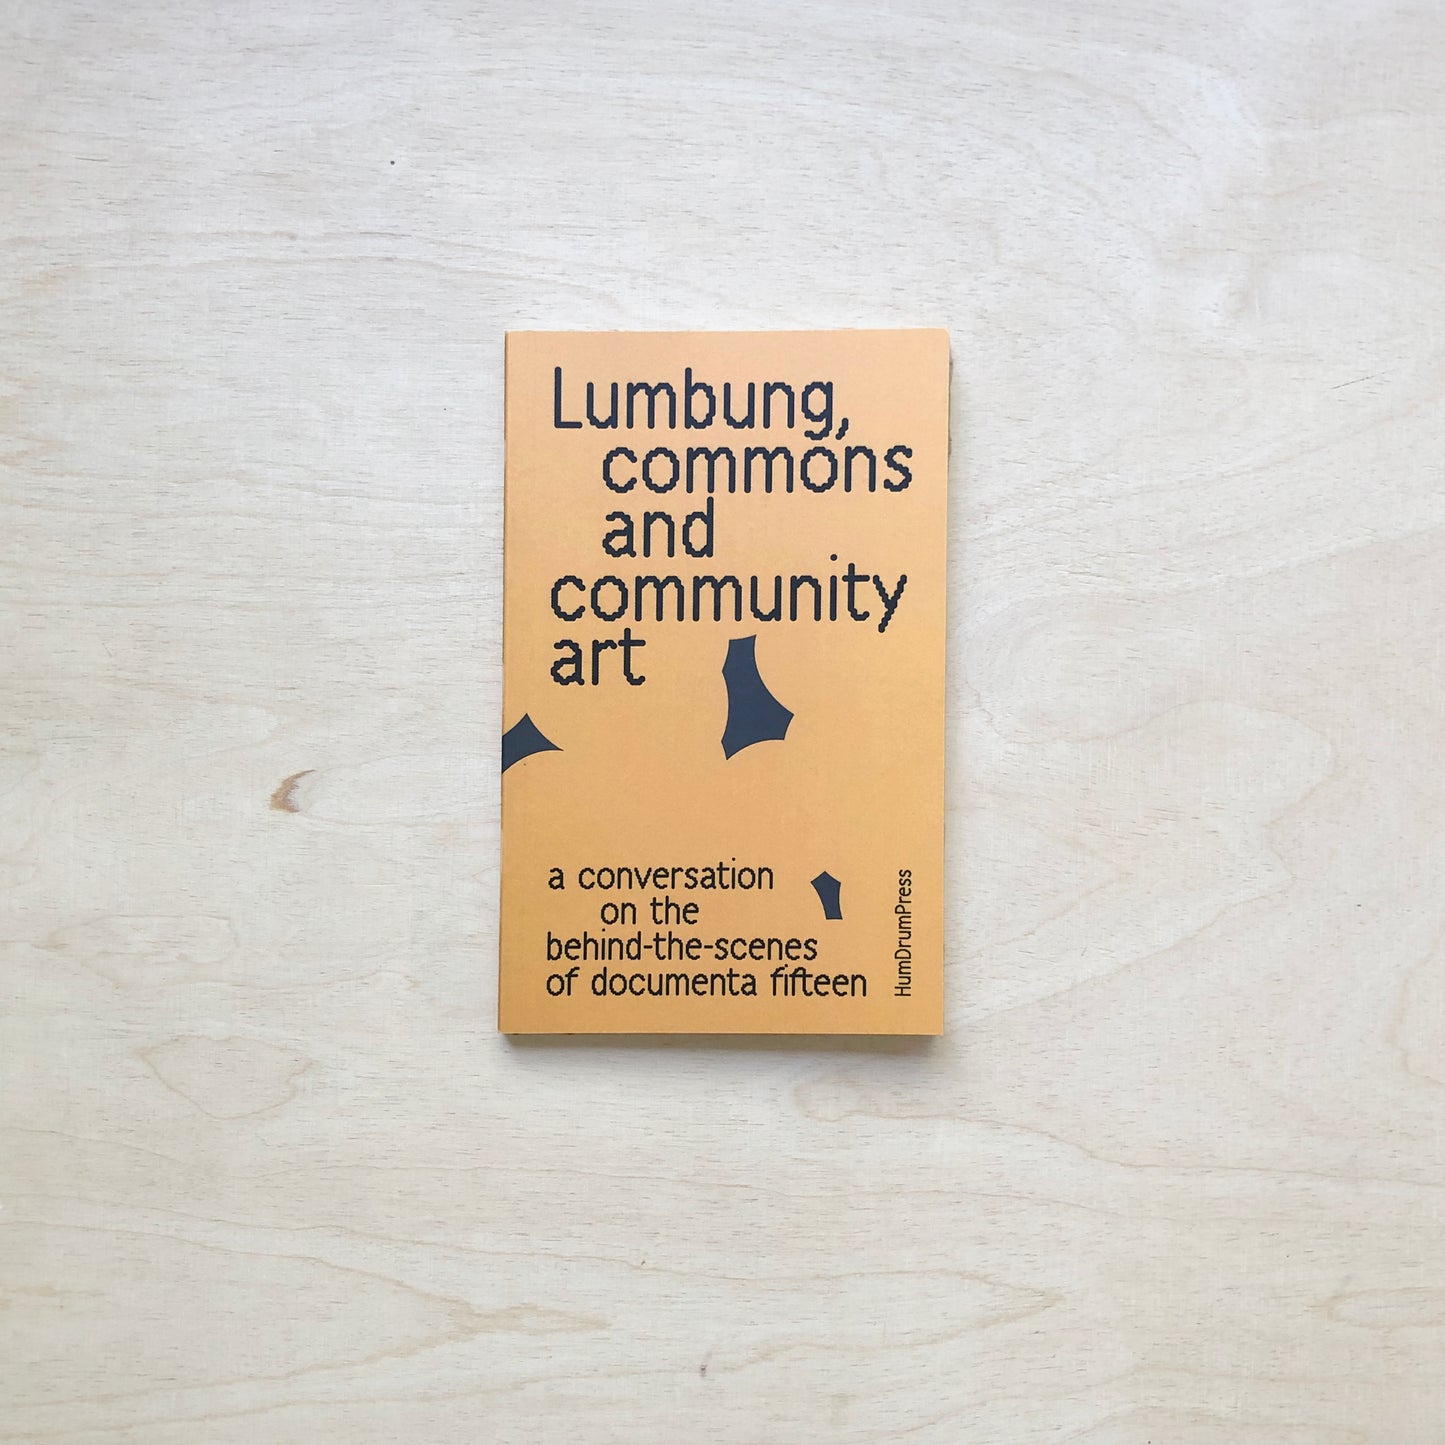 Lumbung,
commons
and
community
art
a conversation
on the
behind-the-scenes
of documenta fifteen
HumDrumPress